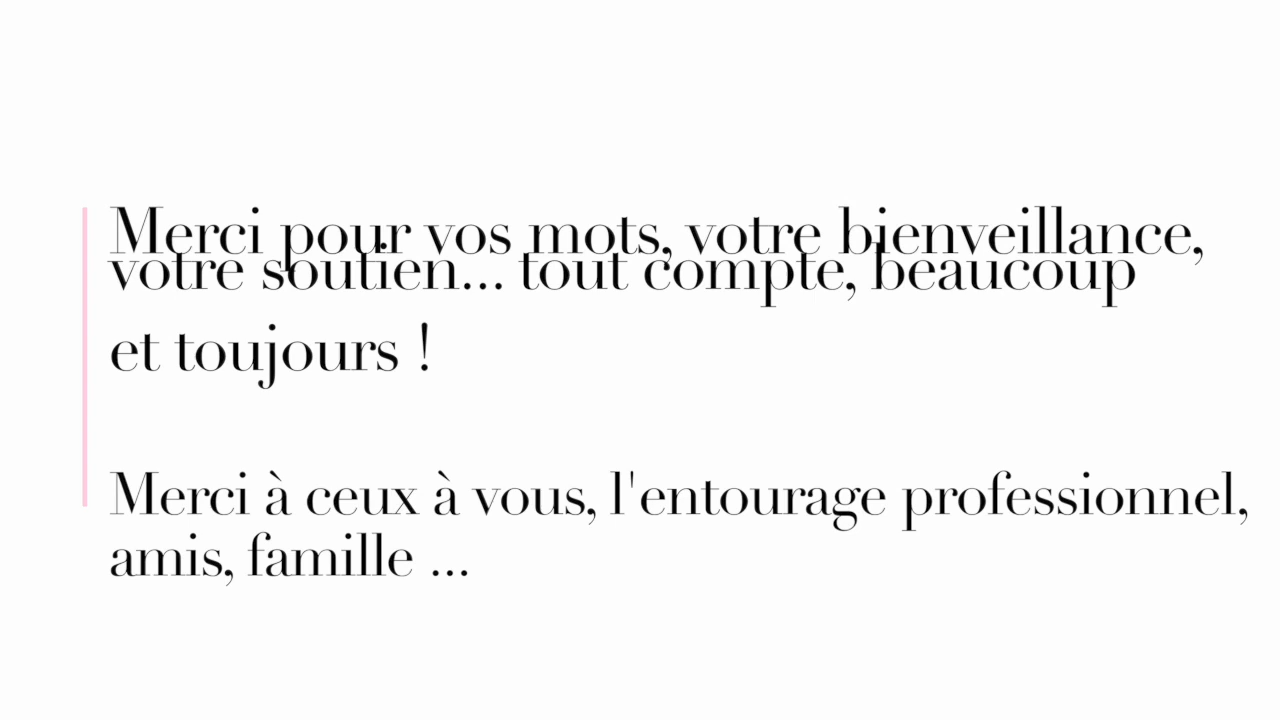 Merci pour vos mots, votre bienveillance,
votre soutien... tout compte, beaucoup
et toujours !
Merci à ceux à vous, l'entourage professionnel,
amis, famille ...